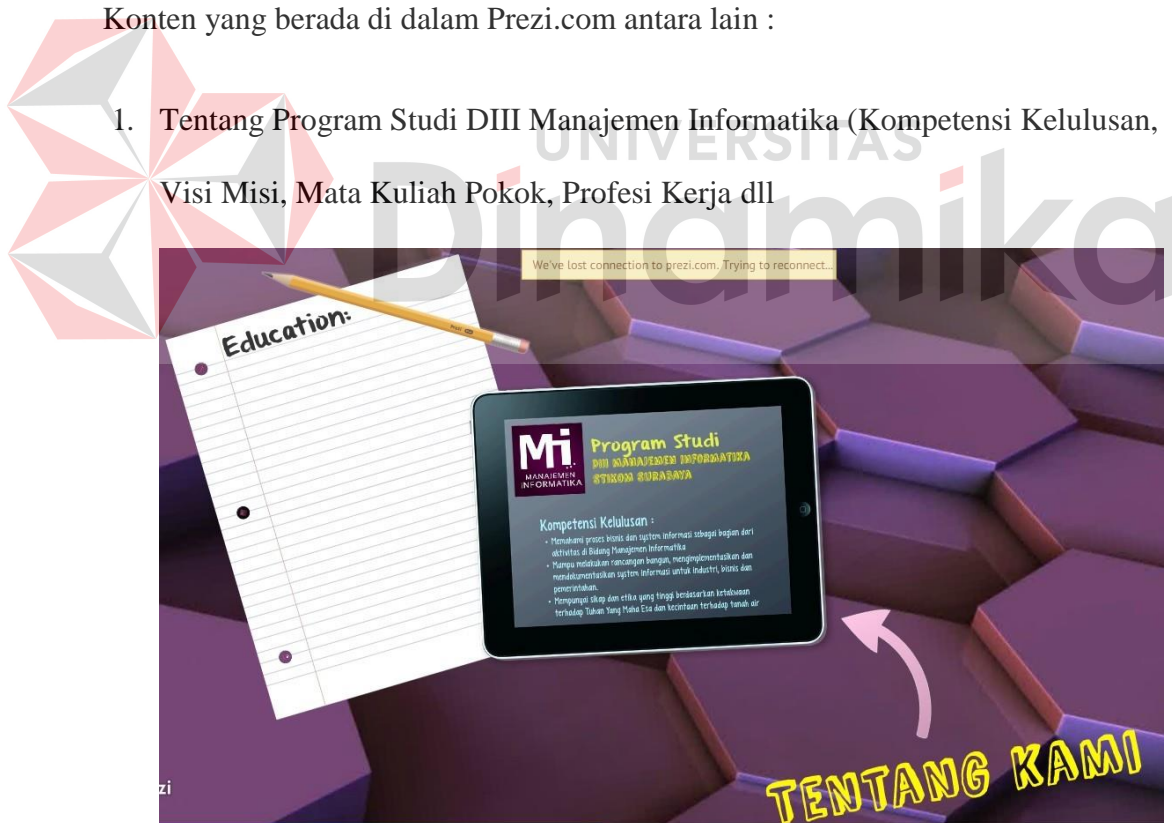 Konten yang berada di dalam Prezi.com antara lain :
1. Tentang Program Studi DIII Manajemen Informatika (Kompetensi Kelulusan,
Visi Misi, Mata Kuliah Pokok, Profesi Kerja dll
UNIVERSITAS
Dinamika
We've lost connection to prezi.com. Trying to reconnect...
Education:
Mi
MANAJEMEN
INFORMATIKA
Program Studi
DIII MANAJEMEN INFORMATIKA
STIKOM SURABAYA
Kompetensi Kelulusan :
• Memahami proses bisnis dan system informasi sebagai bagian dari
aktivitas di Bidang Manajemen Informatika
• Mampu melakukan rancangan bangun, mengimplementasikan dan
mendokumentasikan system informasi untuk industri, bisnis dan
pemerintahan.
• Mempunyai sikap dan etika yang tinggi berdasarkan ketakwaan
terhadap Tuhan Yang Maha Esa dan kecintaan terhadap tanah air
TENTANG KAMI
zi